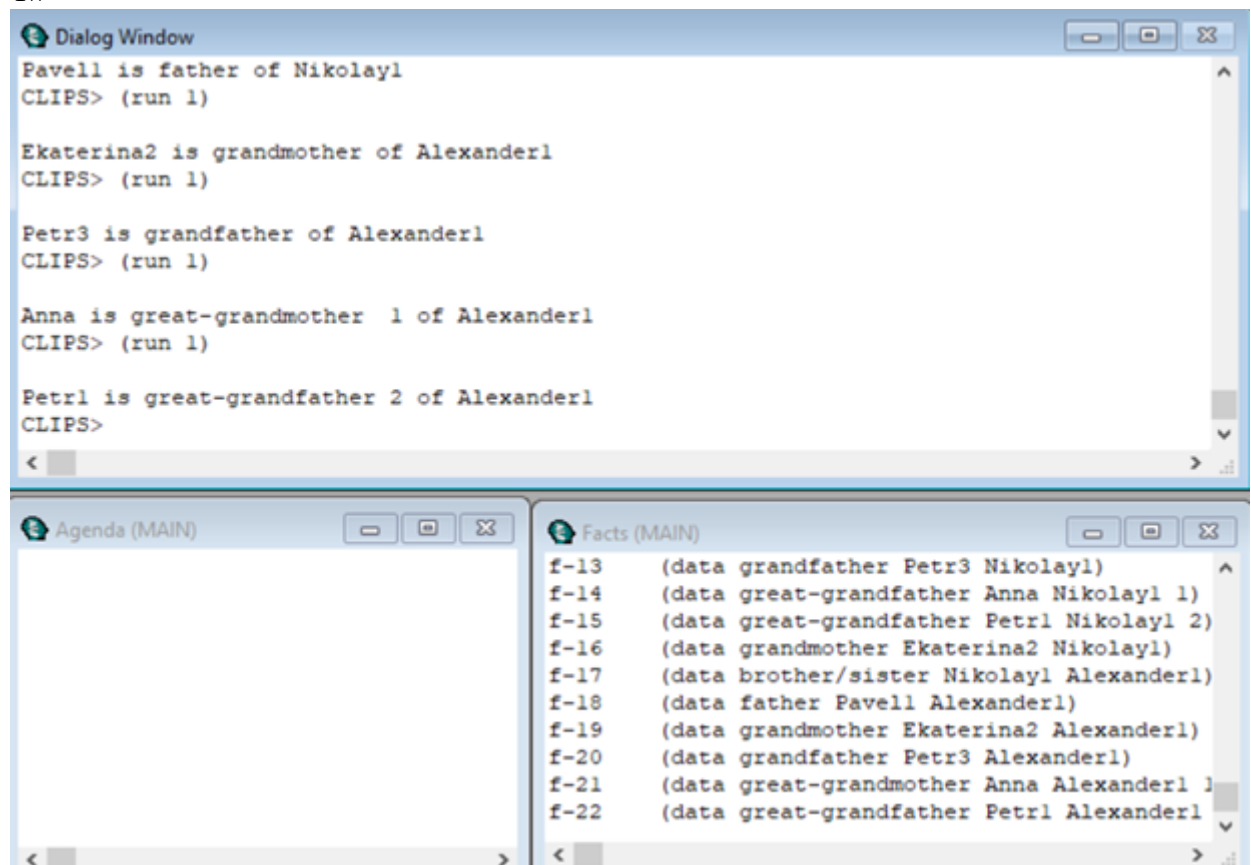 Dialog Window
Pavel1 is father of Nikolay1
CLIPS> (run 1)
Ekaterina2 is grandmother of Alexander1
CLIPS> (run 1)
Petr3 is grandfather of Alexander1
CLIPS> (run 1)
Anna is great-grandmother  1 of Alexander1
CLIPS> (run 1)
Petr1 is great-grandfather 2 of Alexander1
CLIPS>
Agenda (MAIN)
Facts (MAIN)
f-13 (data grandfather Petr3 Nikolay1)
f-14 (data great-grandfather Anna Nikolay1 1)
f-15 (data great-grandfather Petr1 Nikolay1 2)
f-16 (data grandmother Ekaterina2 Nikolay1)
f-17 (data brother/sister Nikolay1 Alexander1)
f-18 (data father Pavel1 Alexander1)
f-19 (data grandmother Ekaterina2 Alexander1)
f-20 (data grandfather Petr3 Alexander1)
f-21 (data great-grandmother Anna Alexander1 1
f-22 (data great-grandfather Petr1 Alexander1